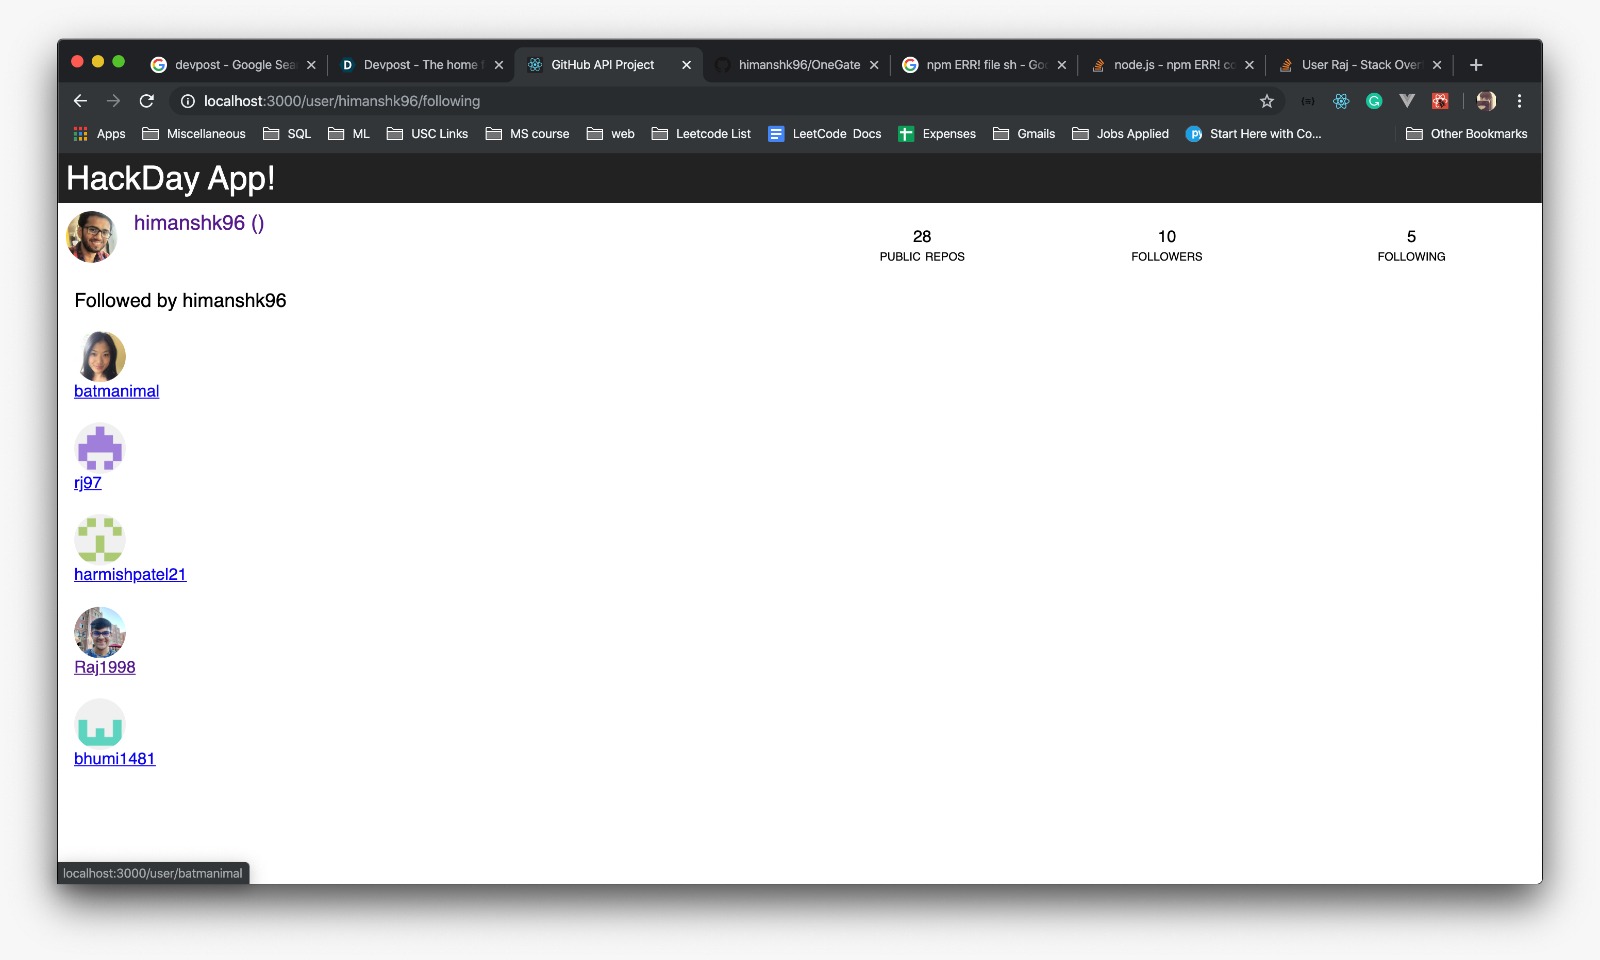 devpost - Google Sea
Devpost - The home f
GitHub API Project
himanshk96/OneGate
npm ERR! file sh - Goo
node.js - npm ERR! co
User Raj - Stack Over
localhost:3000/user/himanshk96/following
Apps
Miscellaneous
SQL
ML
USC Links
MS course
web
Leetcode List
LeetCode Docs
Expenses
Gmails
Jobs Applied
Start Here with Co...
Other Bookmarks
HackDay App!
himanshk96 ()
28
PUBLIC REPOS
10
FOLLOWERS
5
FOLLOWING
Followed by himanshk96
batmanimal
rj97
harmishpatel21
Raj1998
bhumi1481
localhost:3000/user/batmanimal